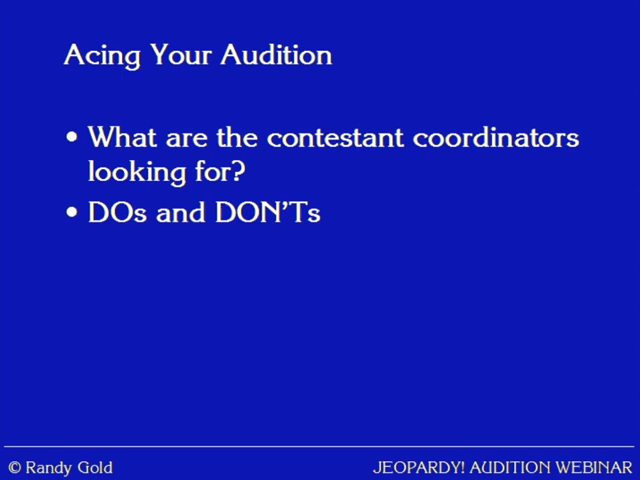 Acing Your Audition
• What are the contestant coordinators
looking for?
• DOs and DON'Ts
© Randy Gold
JEOPARDY! AUDITION WEBINAR